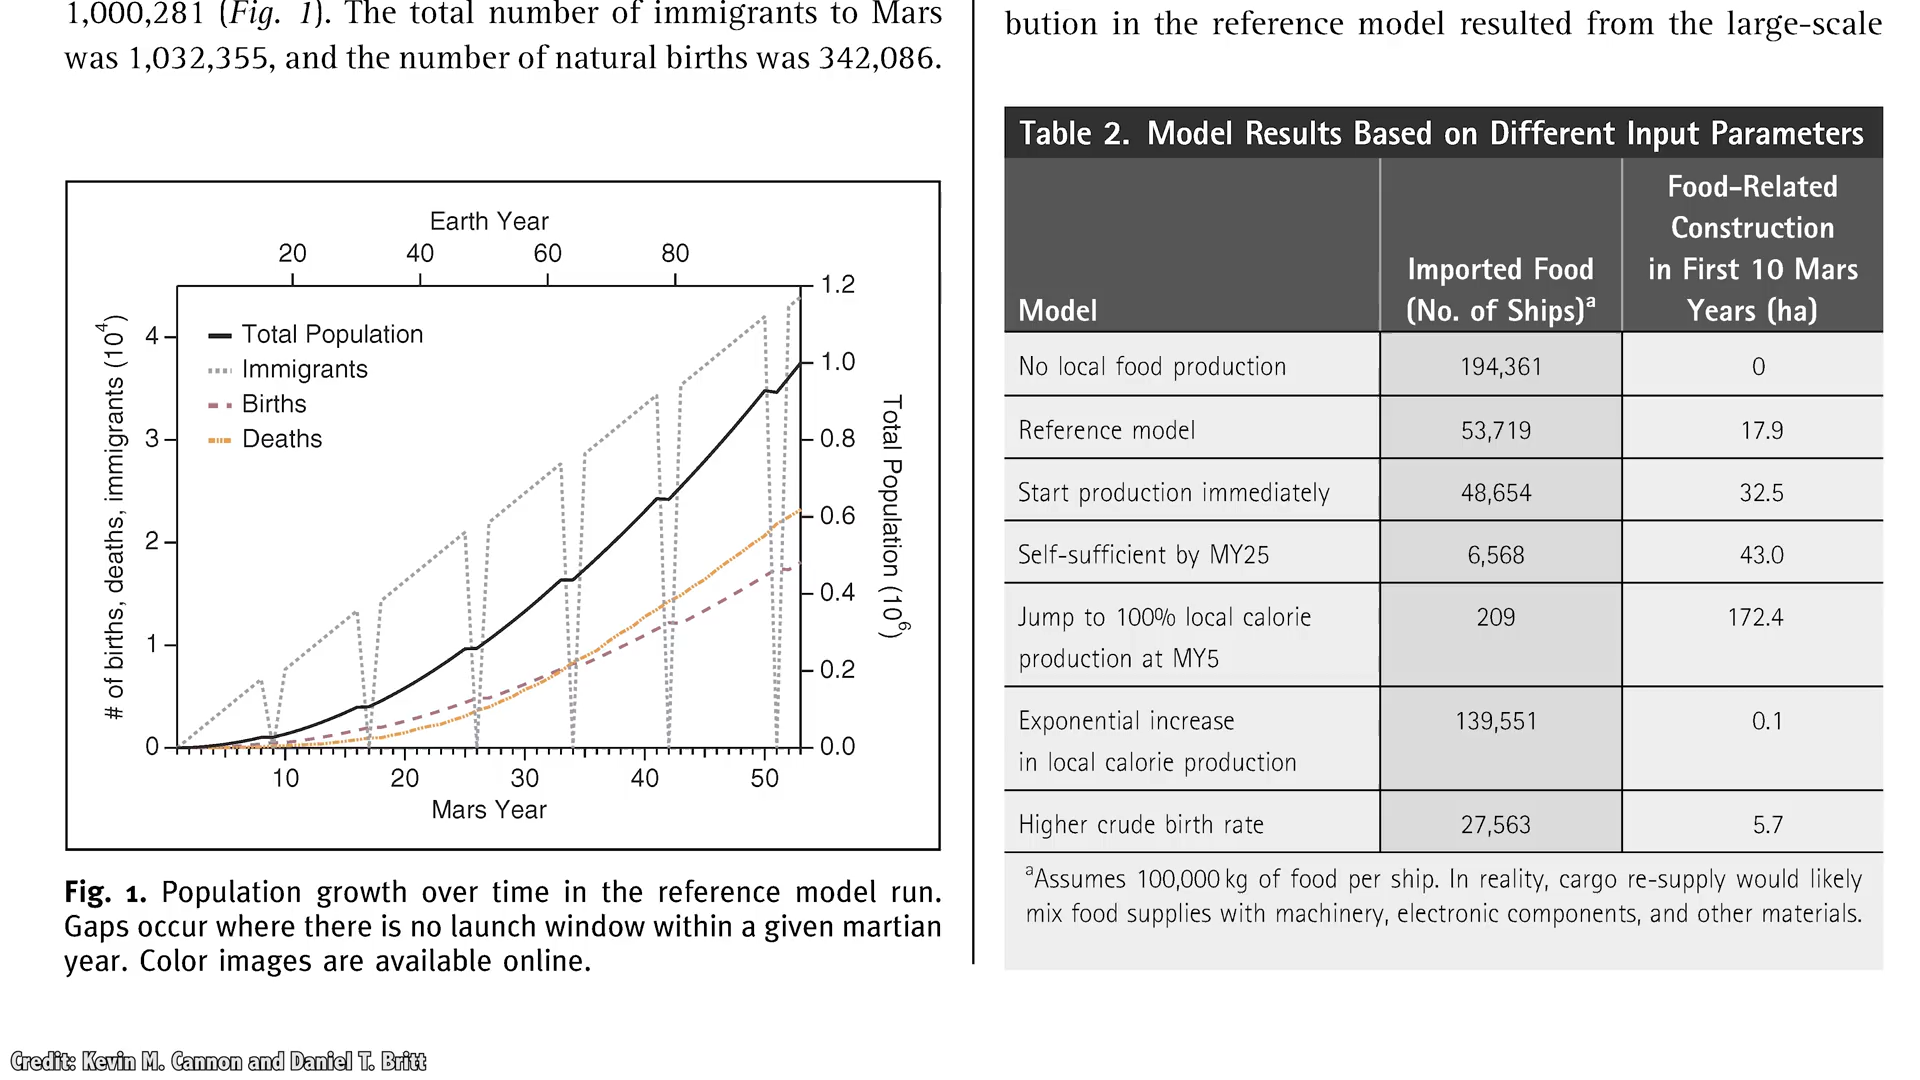 1,000,281 (Fig. 1). The total number of immigrants to Mars
was 1,032,355, and the number of natural births was 342,086.
Earth Year
20 40 60 80
# of births, deaths, immigrants (10⁴)
4
3
2
1
0
Total Population
Immigrants
Births
Deaths
1.2
1.0
0.8
0.6
0.4
0.2
0.0
Total Population (10⁶)
10 20 30 40 50
Mars Year
Fig. 1. Population growth over time in the reference model run.
Gaps occur where there is no launch window within a given martian
year. Color images are available online.
bution in the reference model resulted from the large-scale
Table 2. Model Results Based on Different Input Parameters
Model
Imported Food
(No. of Ships)ᵃ
Food-Related
Construction
in First 10 Mars
Years (ha)
No local food production 194,361 0
Reference model 53,719 17.9
Start production immediately 48,654 32.5
Self-sufficient by MY25 6,568 43.0
Jump to 100% local calorie 209 172.4
production at MY5
Exponential increase 139,551 0.1
in local calorie production
Higher crude birth rate 27,563 5.7
ᵃAssumes 100,000 kg of food per ship. In reality, cargo re-supply would likely
mix food supplies with machinery, electronic components, and other materials.
Credit: Kevin M. Cannon and Daniel T. Britt